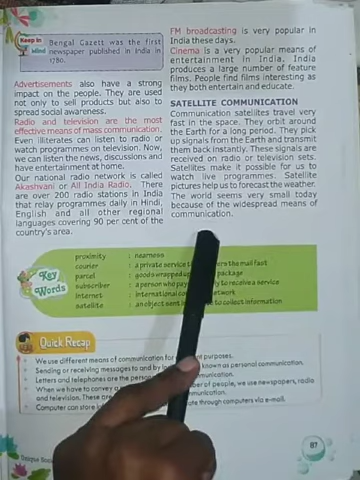 Keep in Mind
Bengal Gazett was the first
newspaper published in India in
1780.
Advertisements also have a strong
impact on the people. They are used
not only to sell products but also to
spread social awareness.
Radio and television are the most
effective means of mass communication.
Even illiterates can listen to radio or
watch programmes on television. Now,
we can listen the news, discussions and
have entertainment at home.
Our national radio network is called
Akashvani or All India Radio. There
are over 200 radio stations in India
that relay programmes daily in Hindi,
English and all other regional
languages covering 90 per cent of the
country's area.
FM broadcasting is very popular in
India these days.
Cinema is a very popular means of
entertainment in India. India
produces a large number of feature
films. People find films interesting as
they both entertain and educate.
SATELLITE COMMUNICATION
Communication satellites travel very
fast in the space. They orbit around
the Earth for a long period. They pick
up signals from the Earth and transmit
them back instantly. These signals are
received on radio or television sets.
Satellites make it possible for us to
watch live programmes. Satellite
pictures help us to forecast the weather.
The world seems very small today
because of the widespread means of
communication.
Key Words
proximity : nearness
courier : a private service the mail fast
parcel : goods wrapped package
subscriber : a person who pay to receive a service
internet : international network
satellite : an object sent to collect information
Quick Recap
We use different means of communication for purposes.
Sending or receiving messages to and by known as personal communication.
Letters and telephones are the
When we have to convey a of people, we use newspapers, radio
and television. These are
Computer can store through computers via e-mail.
87